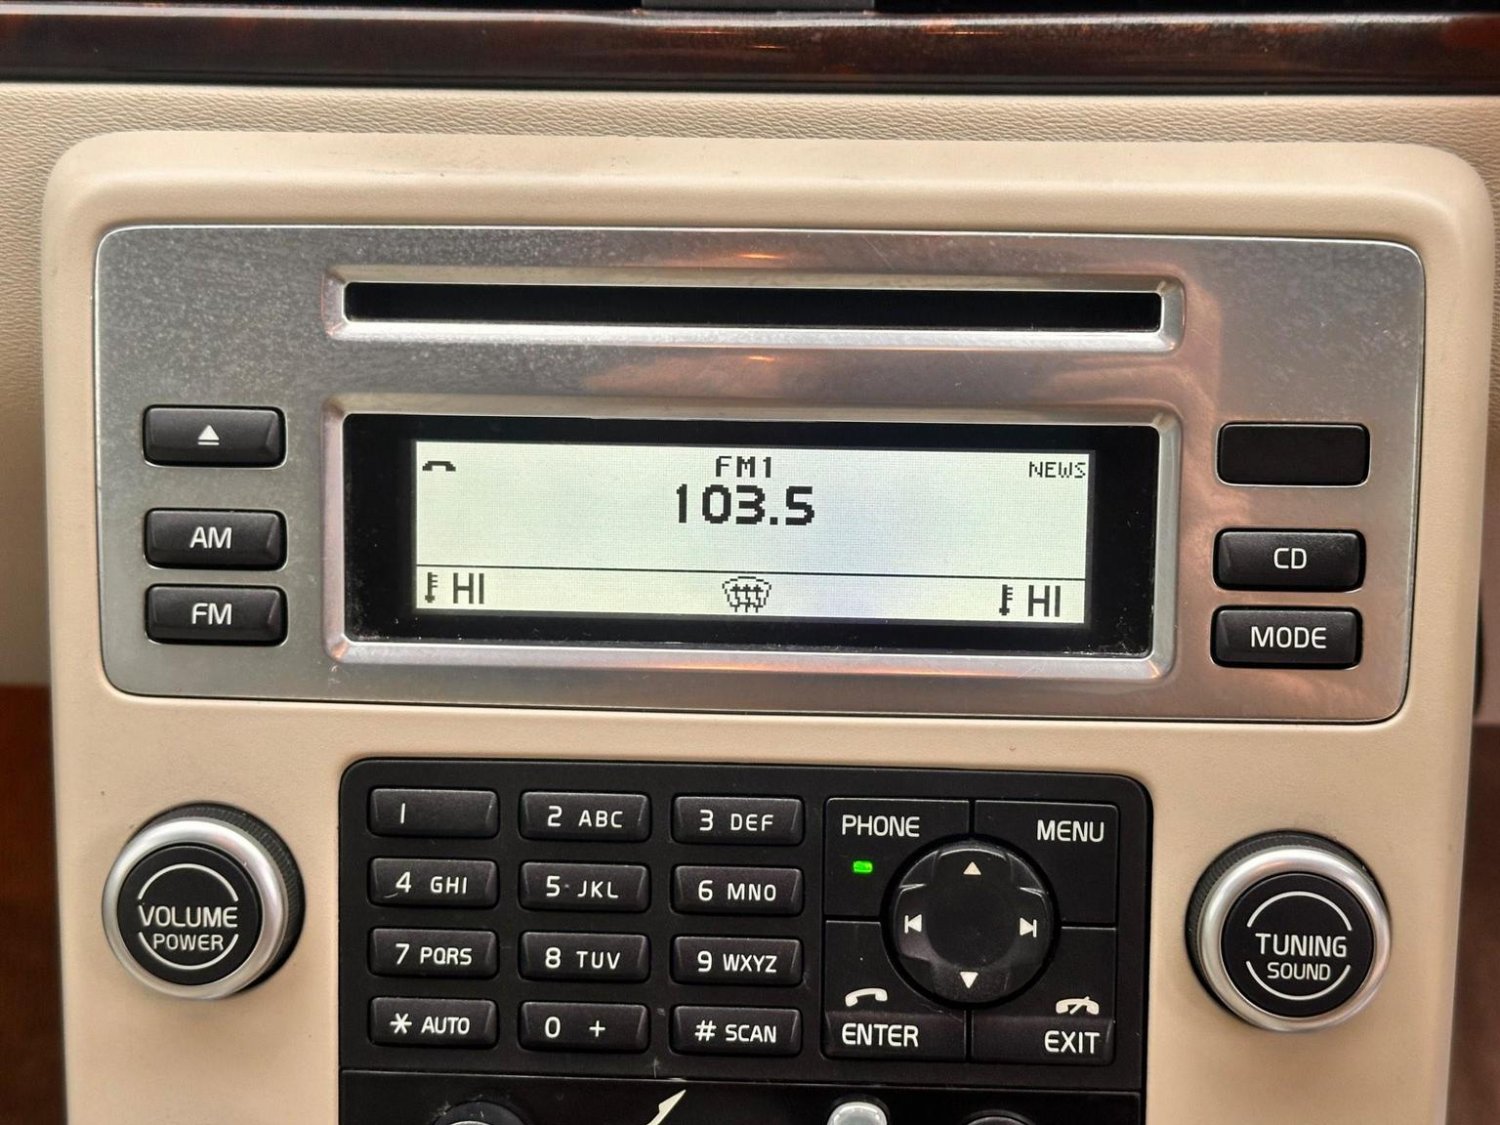 FM1
NEWS
103.5
HI
HI
AM
FM
CD
MODE
1
2 ABC
3 DEF
4 GHI
5 JKL
6 MNO
7 PQRS
8 TUV
9 WXYZ
* AUTO
0 +
# SCAN
PHONE
MENU
ENTER
EXIT
VOLUME
POWER
TUNING
SOUND